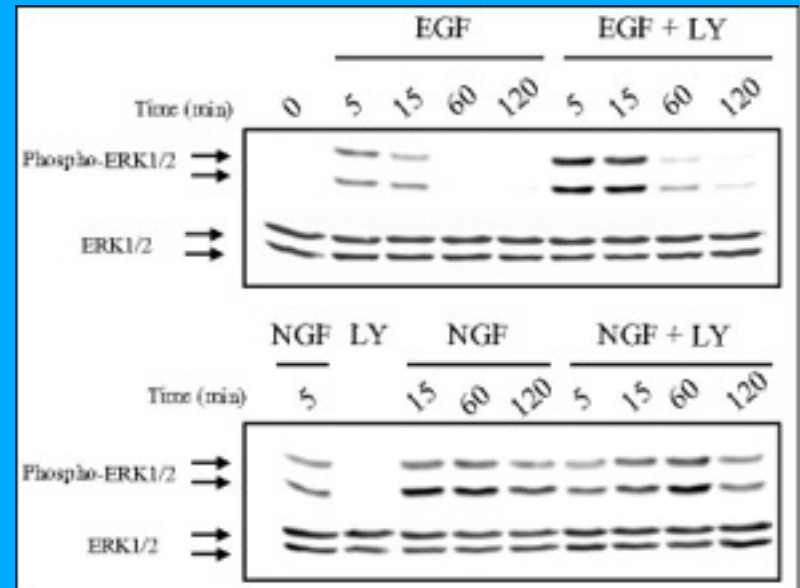 EGF EGF + LY
Time (min) 0 5 15 60 120 5 15 60 120
Phospho-ERK1/2
ERK1/2
NGF LY NGF NGF + LY
Time (min) 5 15 60 120 5 15 60 120
Phospho-ERK1/2
ERK1/2